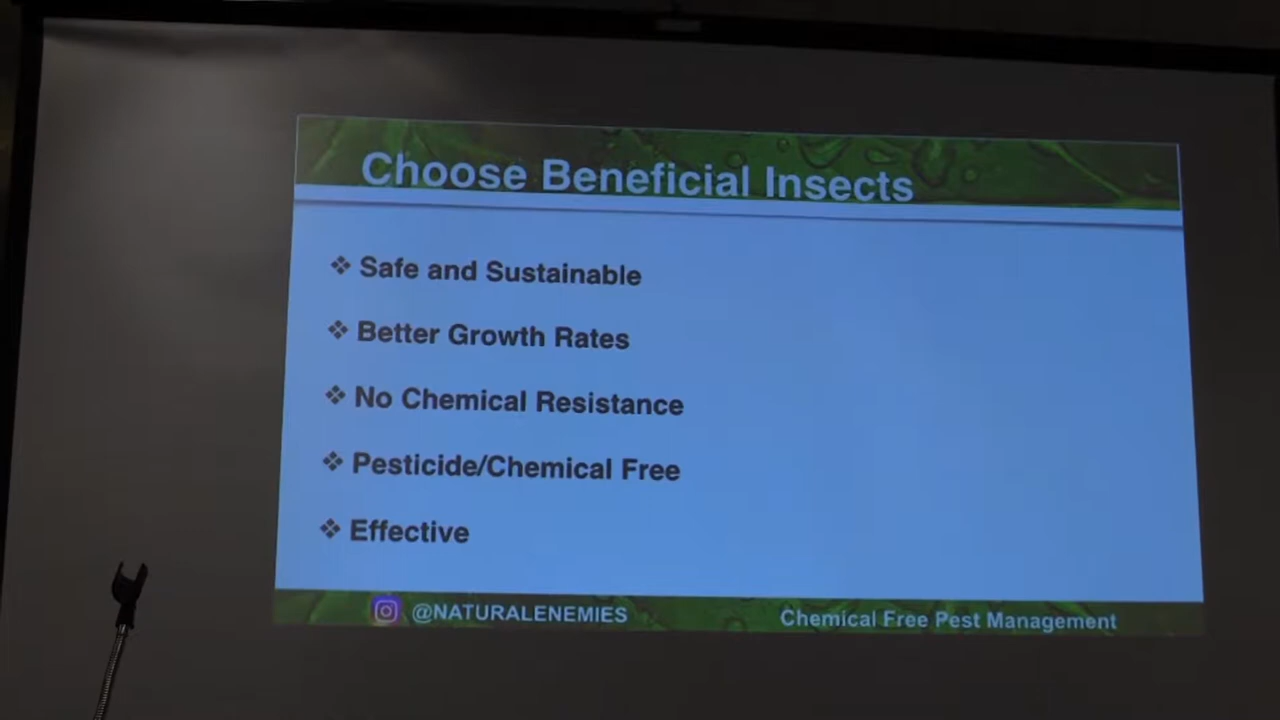 Choose Beneficial Insects
❖ Safe and Sustainable
❖ Better Growth Rates
❖ No Chemical Resistance
❖ Pesticide/Chemical Free
❖ Effective
@NATURALENEMIES
Chemical Free Pest Management